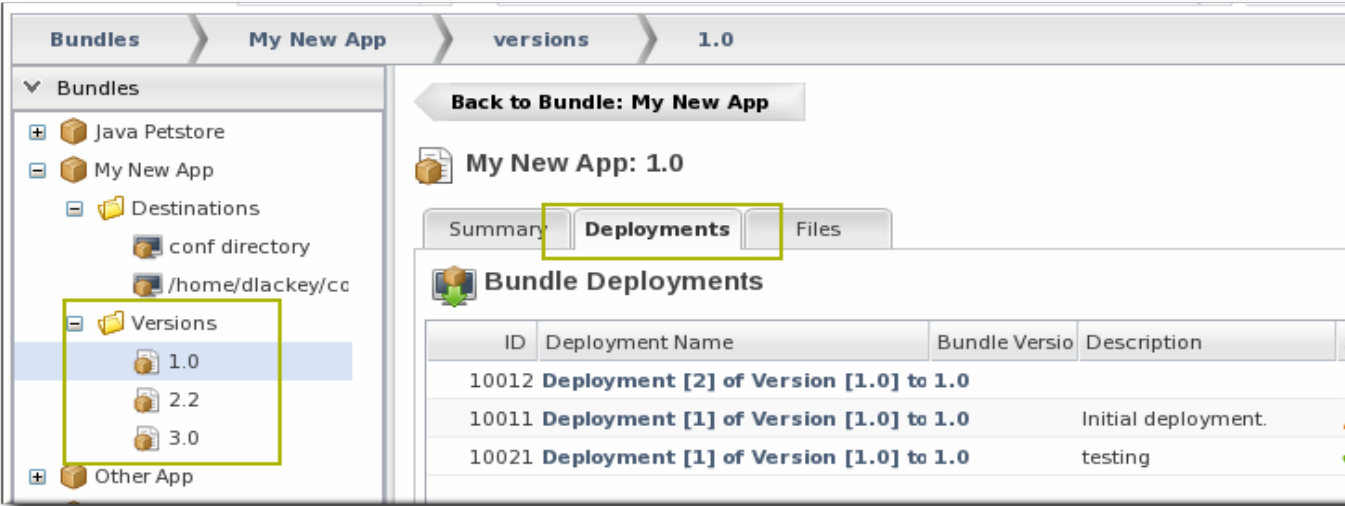 Bundles My New App versions 1.0
Bundles
Java Petstore
My New App
Destinations
conf directory
/home/dlackey/co
Versions
1.0
2.2
3.0
Other App
Back to Bundle: My New App
My New App: 1.0
Summary Deployments Files
Bundle Deployments
ID Deployment Name Bundle Versio Description
10012 Deployment [2] of Version [1.0] to 1.0
10011 Deployment [1] of Version [1.0] to 1.0 Initial deployment.
10021 Deployment [1] of Version [1.0] to 1.0 testing